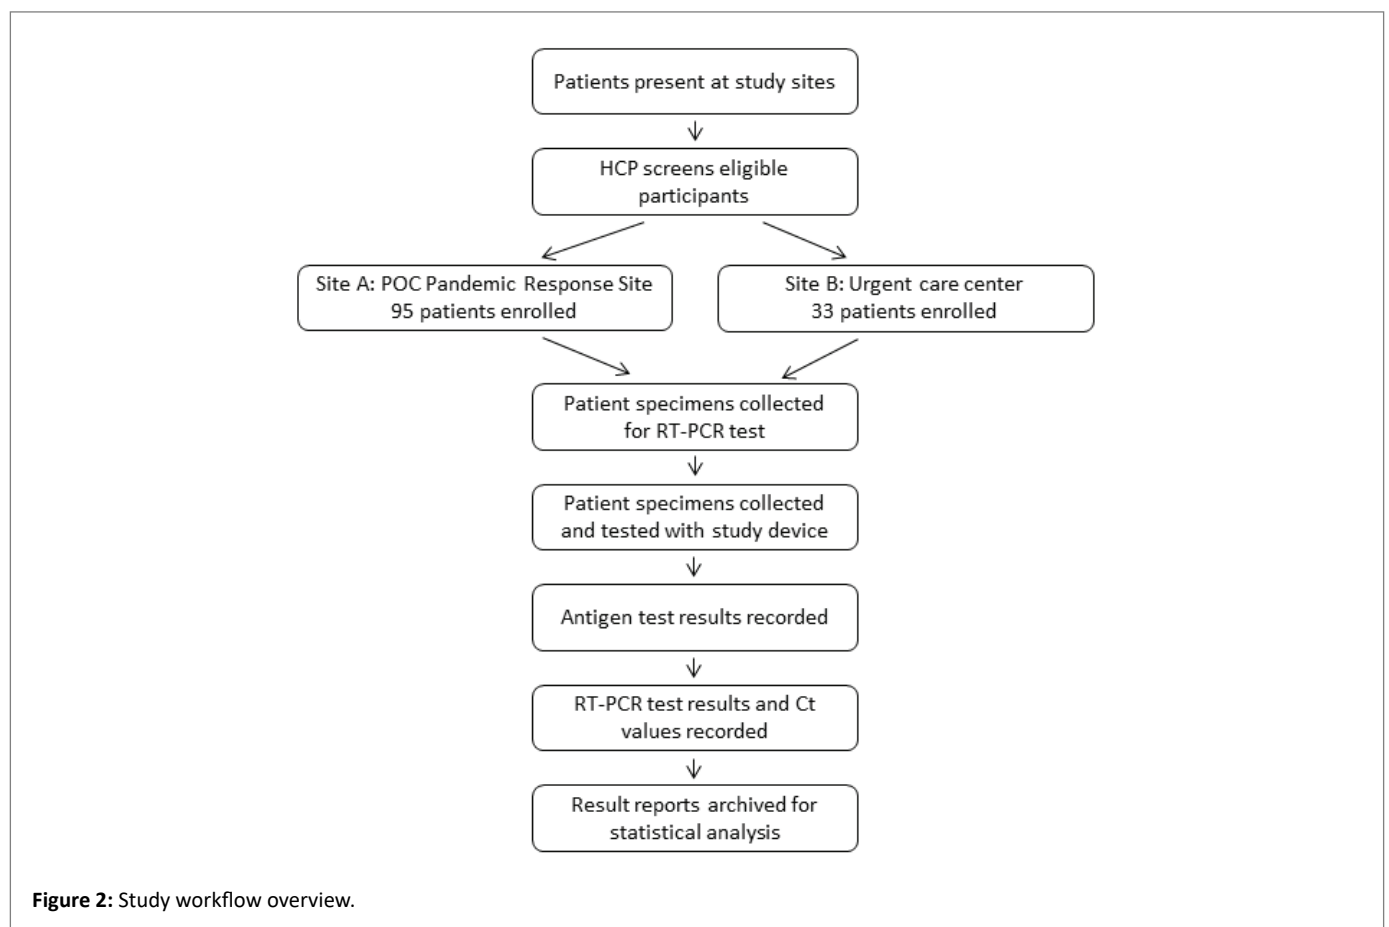 Patients present at study sites
HCP screens eligible
participants
Site A: POC Pandemic Response Site
95 patients enrolled
Site B: Urgent care center
33 patients enrolled
Patient specimens collected
for RT-PCR test
Patient specimens collected
and tested with study device
Antigen test results recorded
RT-PCR test results and Ct
values recorded
Result reports archived for
statistical analysis
Figure 2: Study workflow overview.